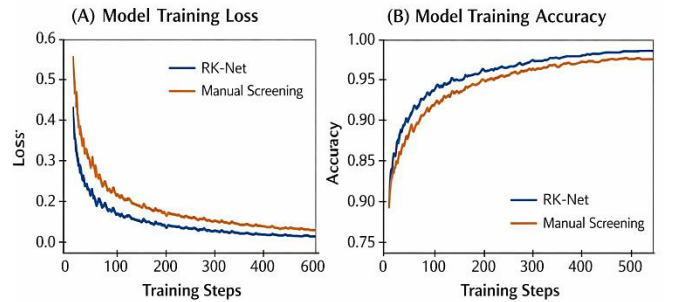 (A) Model Training Loss
0.6
0.5
0.4
0.3
0.2
0.1
0.0
Loss
RK-Net
Manual Screening
0 100 200 300 400 600
Training Steps
(B) Model Training Accuracy
1.00
0.95
0.90
0.85
0.90
0.75
Accuracy
RK-Net
Manual Screening
0 100 200 300 400 500
Training Steps